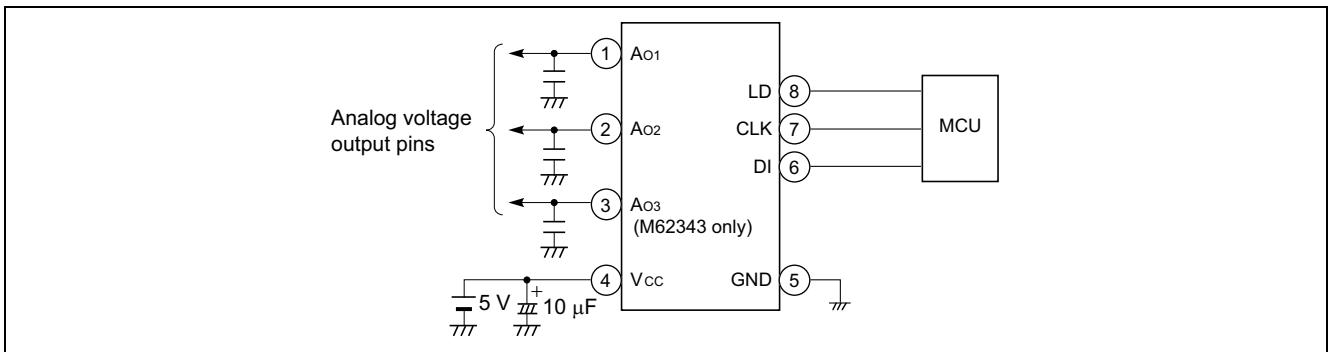 Analog voltage
output pins
1 AO1
2 AO2
3 AO3
(M62343 only)
4 VCC
5 V
+
10 μF
LD 8
CLK 7
DI 6
GND 5
MCU